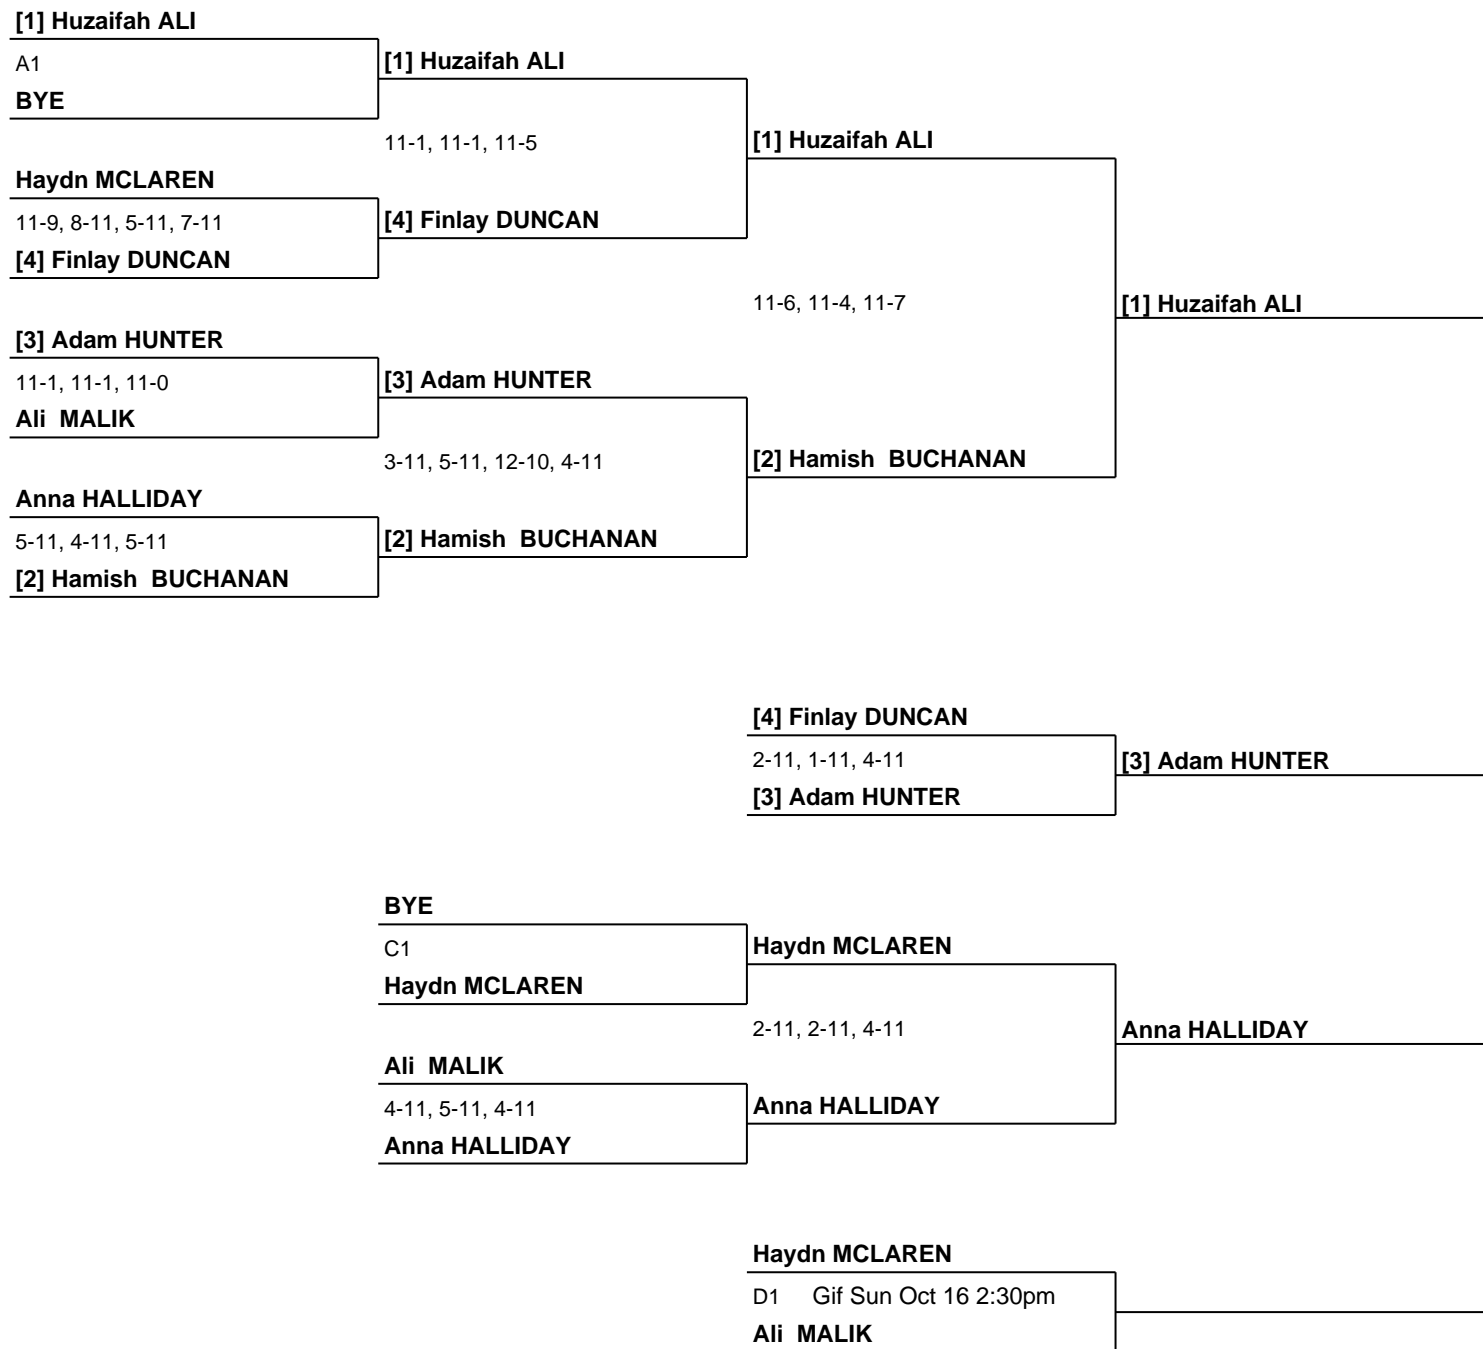 [1] Huzaifah ALI
A1
BYE
[1] Huzaifah ALI
11-1, 11-1, 11-5
[1] Huzaifah ALI
Haydn MCLAREN
11-9, 8-11, 5-11, 7-11
[4] Finlay DUNCAN
[4] Finlay DUNCAN
11-6, 11-4, 11-7
[1] Huzaifah ALI
[3] Adam HUNTER
11-1, 11-1, 11-0
Ali MALIK
[3] Adam HUNTER
3-11, 5-11, 12-10, 4-11
[2] Hamish BUCHANAN
Anna HALLIDAY
5-11, 4-11, 5-11
[2] Hamish BUCHANAN
[2] Hamish BUCHANAN
[4] Finlay DUNCAN
2-11, 1-11, 4-11
[3] Adam HUNTER
[3] Adam HUNTER
BYE
C1
Haydn MCLAREN
Haydn MCLAREN
2-11, 2-11, 4-11
Anna HALLIDAY
Ali MALIK
4-11, 5-11, 4-11
Anna HALLIDAY
Anna HALLIDAY
Haydn MCLAREN
D1 Gif Sun Oct 16 2:30pm
Ali MALIK